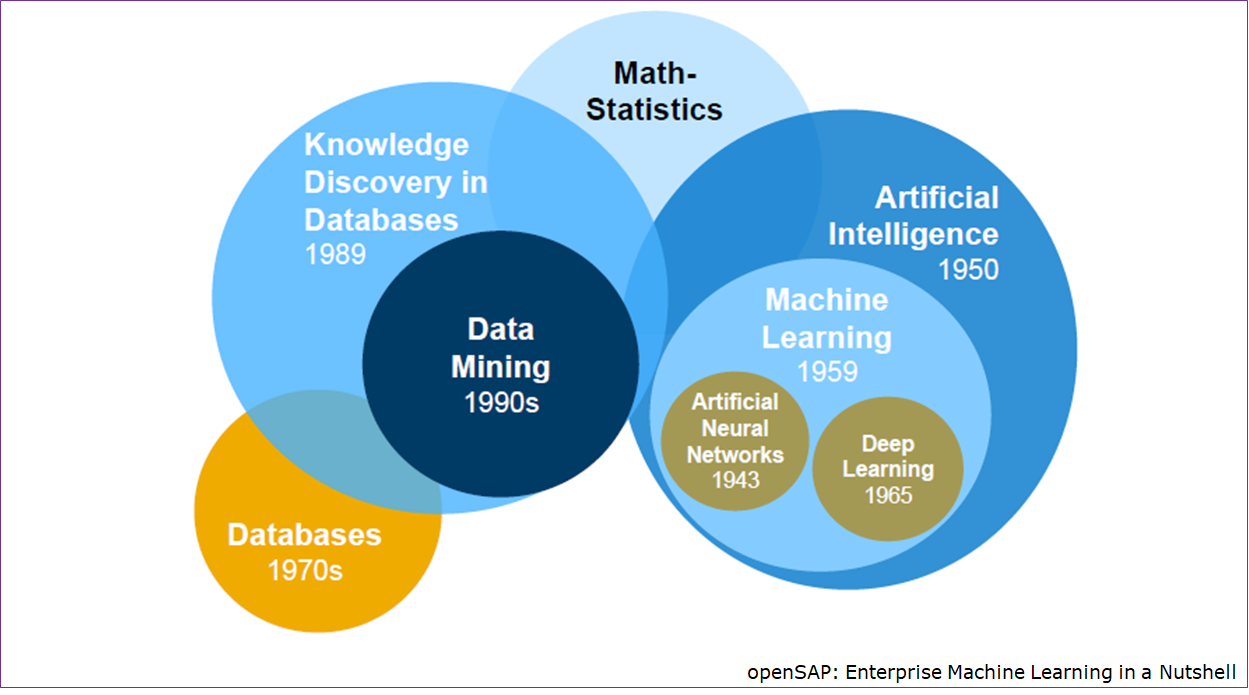 Math-
Statistics
Knowledge
Discovery in
Databases
1989
Artificial
Intelligence
1950
Data
Mining
1990s
Machine
Learning
1959
Artificial
Neural
Networks
1943
Deep
Learning
1965
Databases
1970s
openSAP: Enterprise Machine Learning in a Nutshell